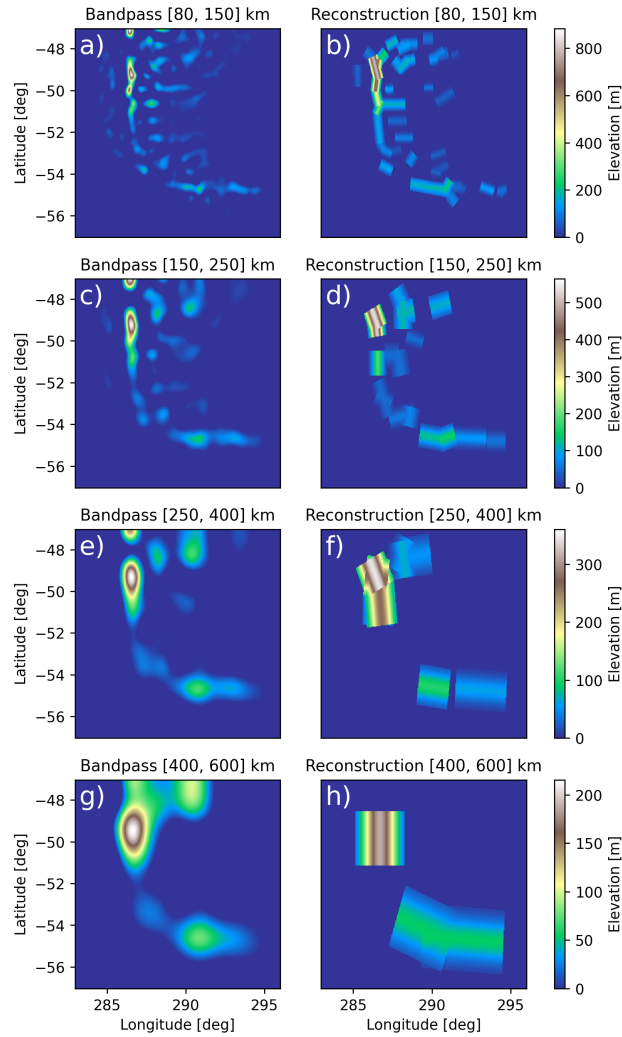 Bandpass [80, 150] km
Reconstruction [80, 150] km
a)
b)
−48
−50
−52
−54
−56
Latitude [deg]
800
600
400
200
0
Elevation [m]
Bandpass [150, 250] km
Reconstruction [150, 250] km
c)
d)
−48
−50
−52
−54
−56
Latitude [deg]
500
400
300
200
100
0
Elevation [m]
Bandpass [250, 400] km
Reconstruction [250, 400] km
e)
f)
−48
−50
−52
−54
−56
Latitude [deg]
300
200
100
0
Elevation [m]
Bandpass [400, 600] km
Reconstruction [400, 600] km
g)
h)
−48
−50
−52
−54
−56
Latitude [deg]
200
150
100
50
0
Elevation [m]
285 290 295
285 290 295
Longitude [deg]
Longitude [deg]